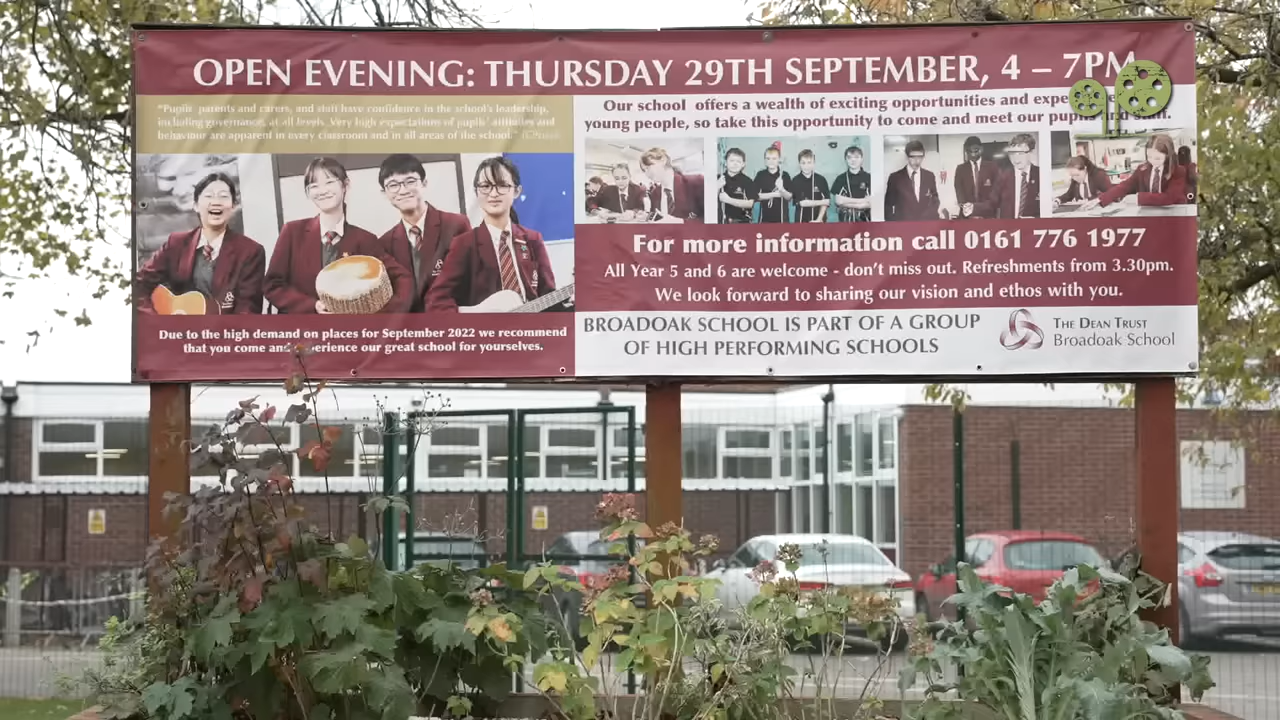 OPEN EVENING: THURSDAY 29TH SEPTEMBER, 4 – 7PM
"Pupils, parents and carers, and staff have confidence in the school's leadership,
including governance, at all levels. Very high expectations of pupils' attitudes and
behaviour are apparent in every classroom and in all areas of the school."
Due to the high demand on places for September 2022 we recommend
that you come and experience our great school for yourselves.
Our school offers a wealth of exciting opportunities and
young people, so take this opportunity to come and meet our pupils and staff.
For more information call 0161 776 1977
All Year 5 and 6 are welcome - don't miss out. Refreshments from 3.30pm.
We look forward to sharing our vision and ethos with you.
BROADOAK SCHOOL IS PART OF A GROUP
OF HIGH PERFORMING SCHOOLS
THE DEAN TRUST
Broadoak School